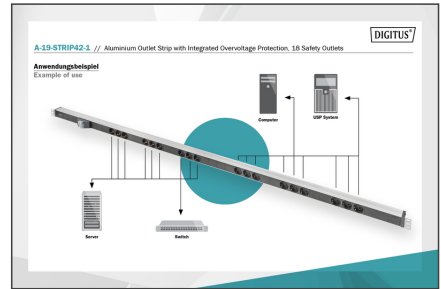 DIGITUS®
A-19-STRIP42-1 // Aluminium Outlet Strip with Integrated Overvoltage Protection, 18 Safety Outlets
Anwendungsbeispiel
Example of use
Computer
USP System
Server
Switch